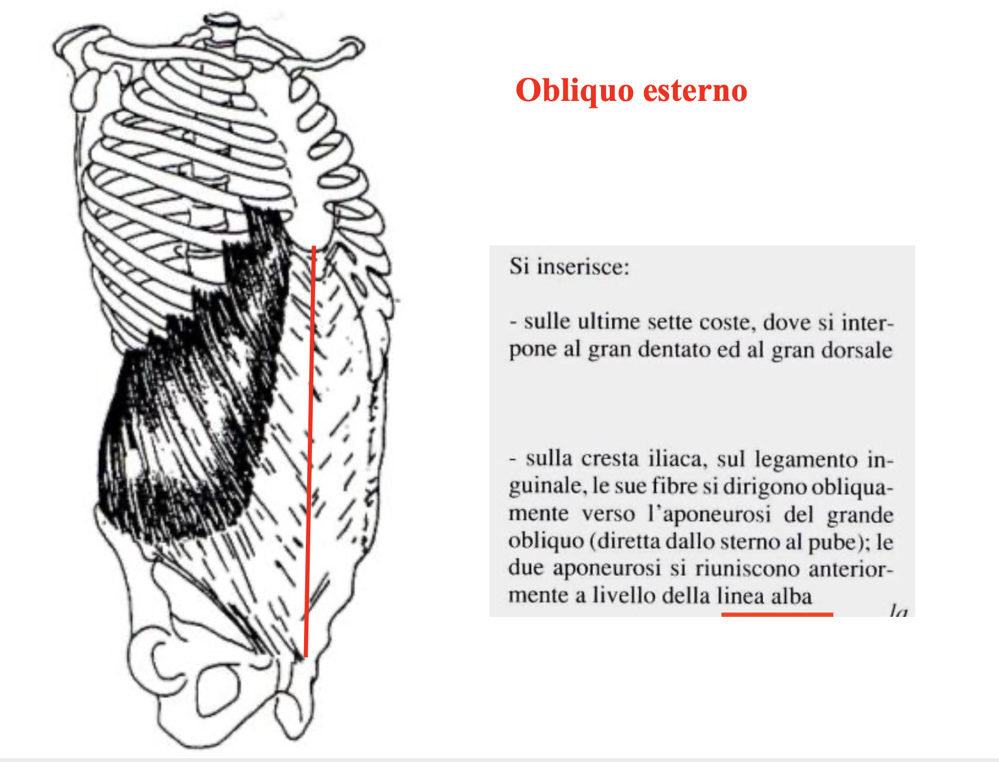 Obliquo esterno
Si inserisce:
- sulle ultime sette coste, dove si inter-
pone al gran dentato ed al gran dorsale
- sulla cresta iliaca, sul legamento in-
guinale, le sue fibre si dirigono obliqua-
mente verso l'aponeurosi del grande
obliquo (diretta dallo sterno al pube); le
due aponeurosi si riuniscono anterior-
mente a livello della linea alba